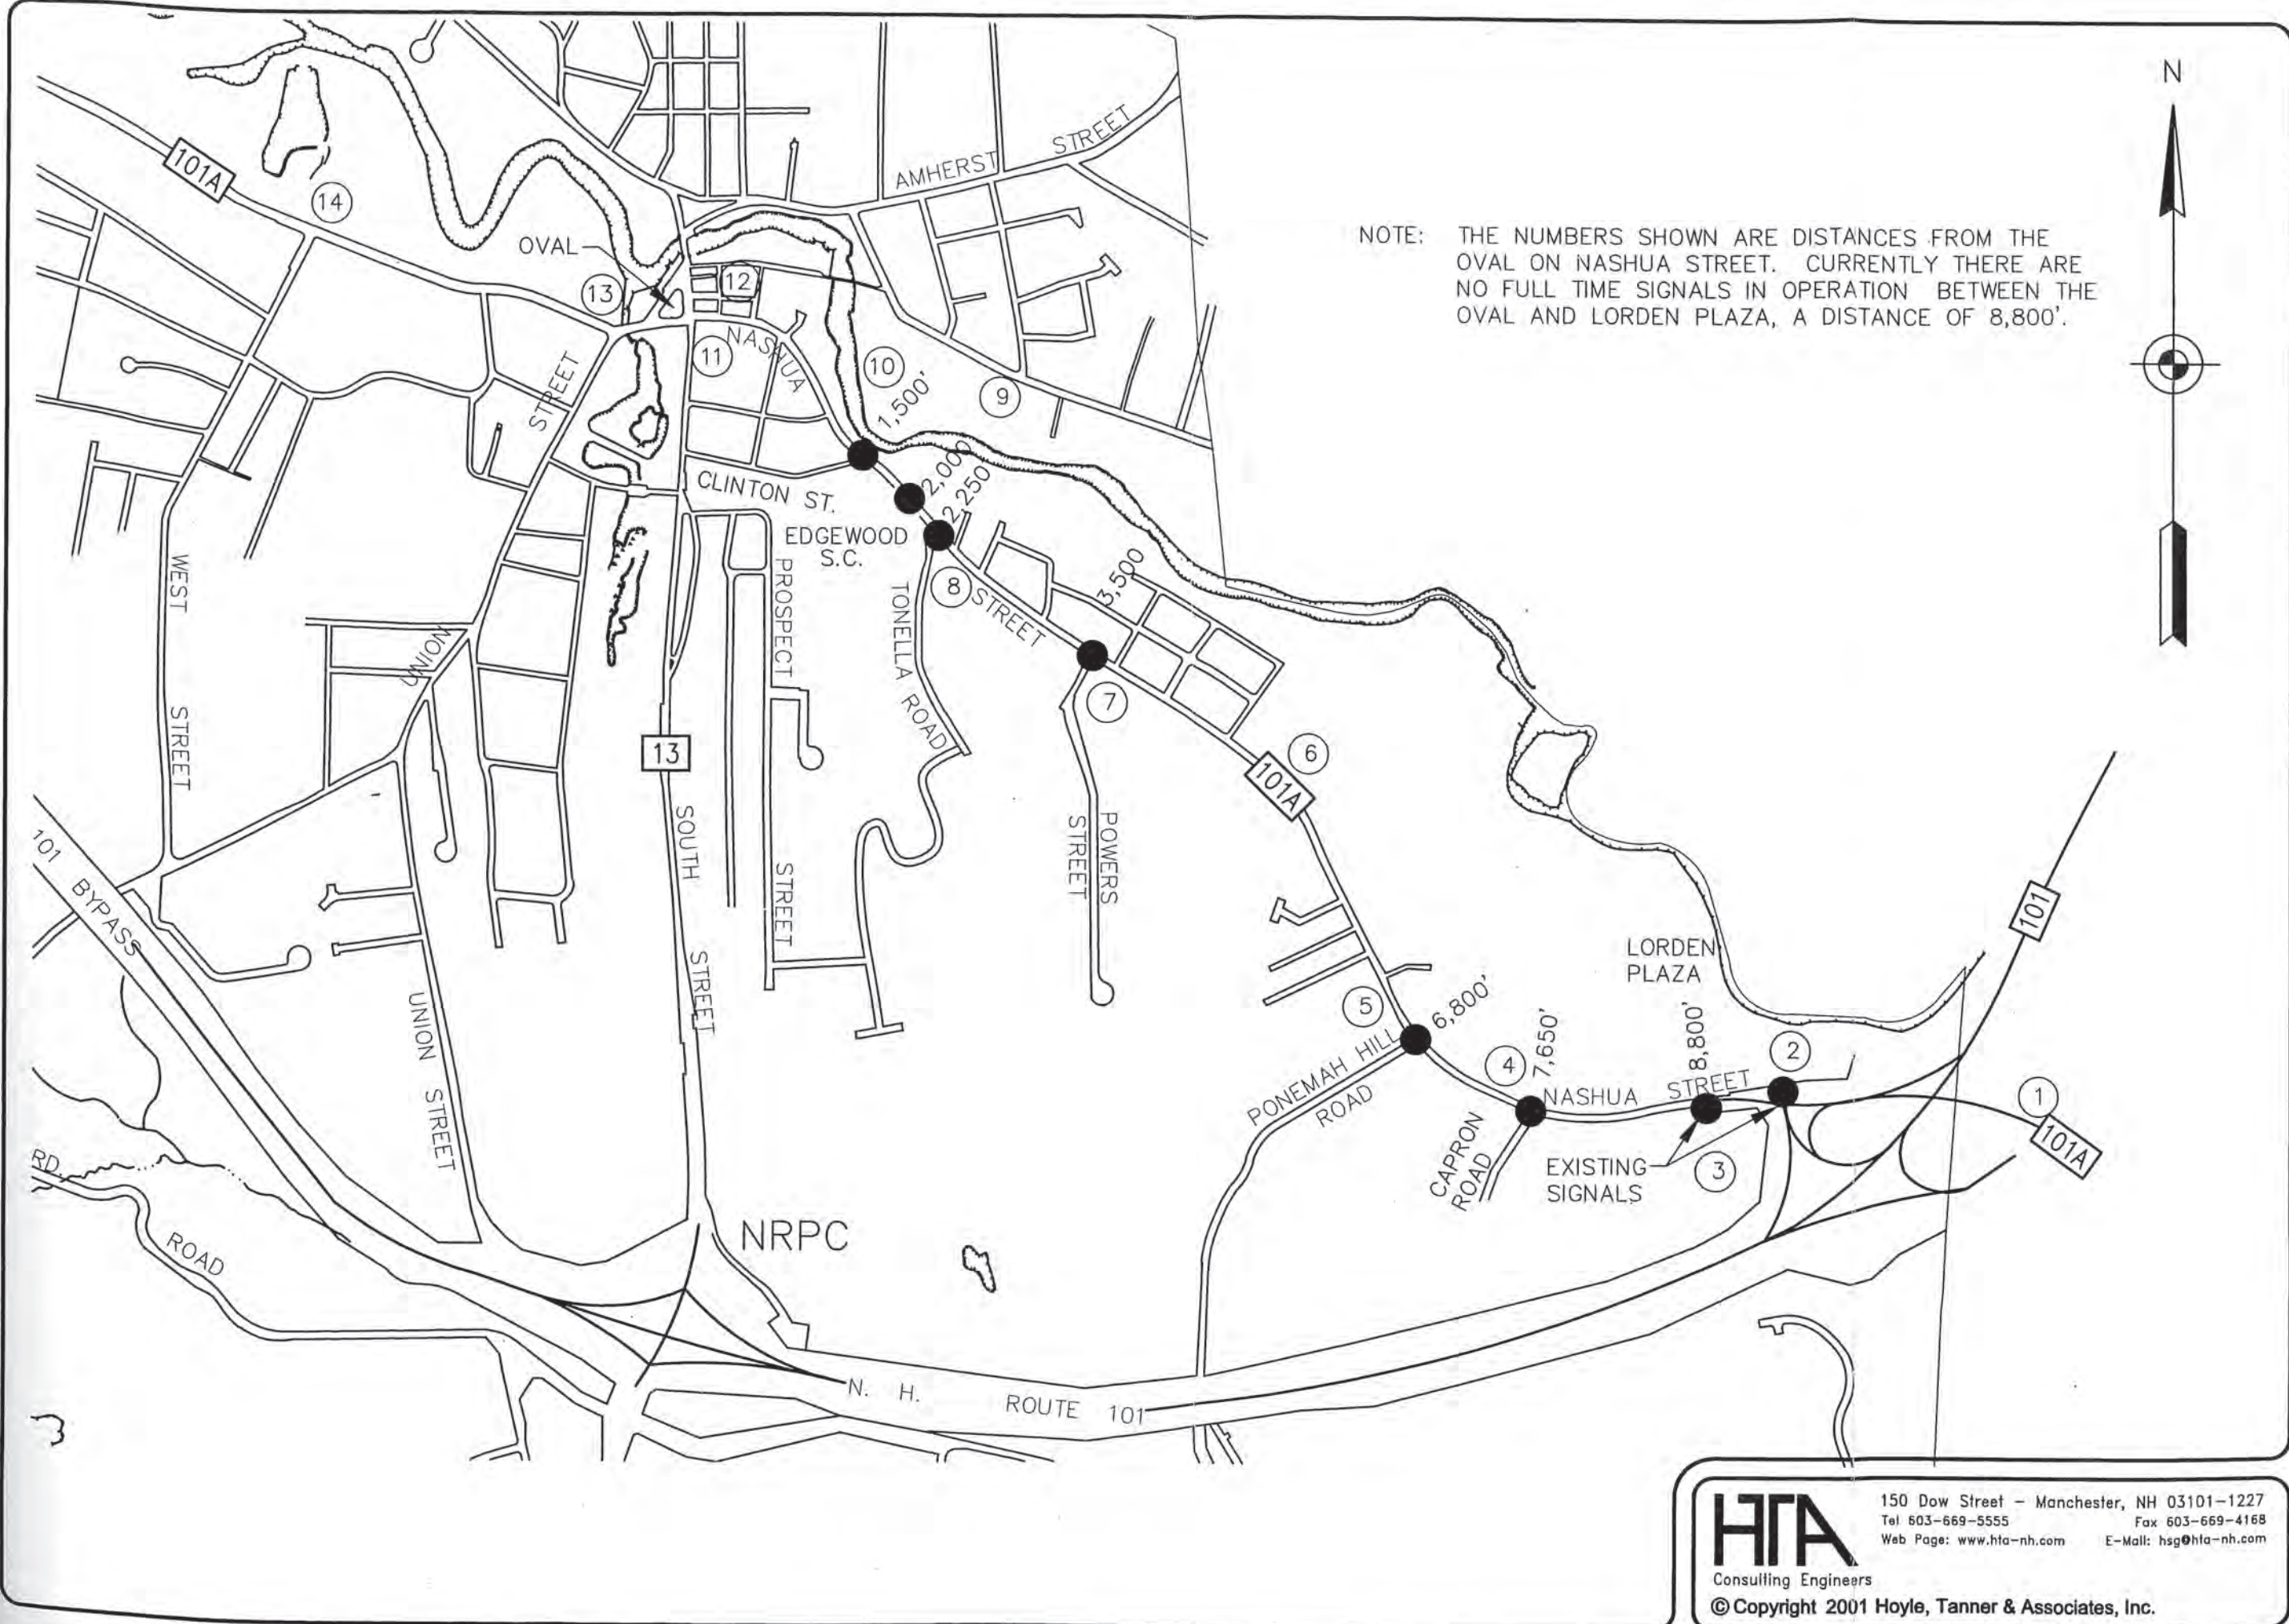 N
AMHERST STREET
101A
14
OVAL
13
12
NOTE: THE NUMBERS SHOWN ARE DISTANCES FROM THE
OVAL ON NASHUA STREET. CURRENTLY THERE ARE
NO FULL TIME SIGNALS IN OPERATION BETWEEN THE
OVAL AND LORDEN PLAZA, A DISTANCE OF 8,800'.
NASHUA
11
10
9
1,500'
STREET
2,000
2,250
CLINTON ST.
EDGEWOOD
S.C.
8
STREET
3,500
WEST
STREET
UNION
PROSPECT
STREET
TONELLA ROAD
7
13
6
101A
SOUTH
STREET
POWERS
STREET
101 BYPASS
101
LORDEN
PLAZA
5
6,800'
UNION
STREET
PONEMAH HILL
ROAD
4
7,650'
8,800'
2
NASHUA STREET
1
101A
CAPRON
ROAD
EXISTING
SIGNALS
3
RD.
ROAD
NRPC
N. H. ROUTE 101
HTA
Consulting Engineers
150 Dow Street - Manchester, NH 03101-1227
Tel 603-669-5555 Fax 603-669-4168
Web Page: www.hta-nh.com E-Mail: hsg@hta-nh.com
© Copyright 2001 Hoyle, Tanner & Associates, Inc.